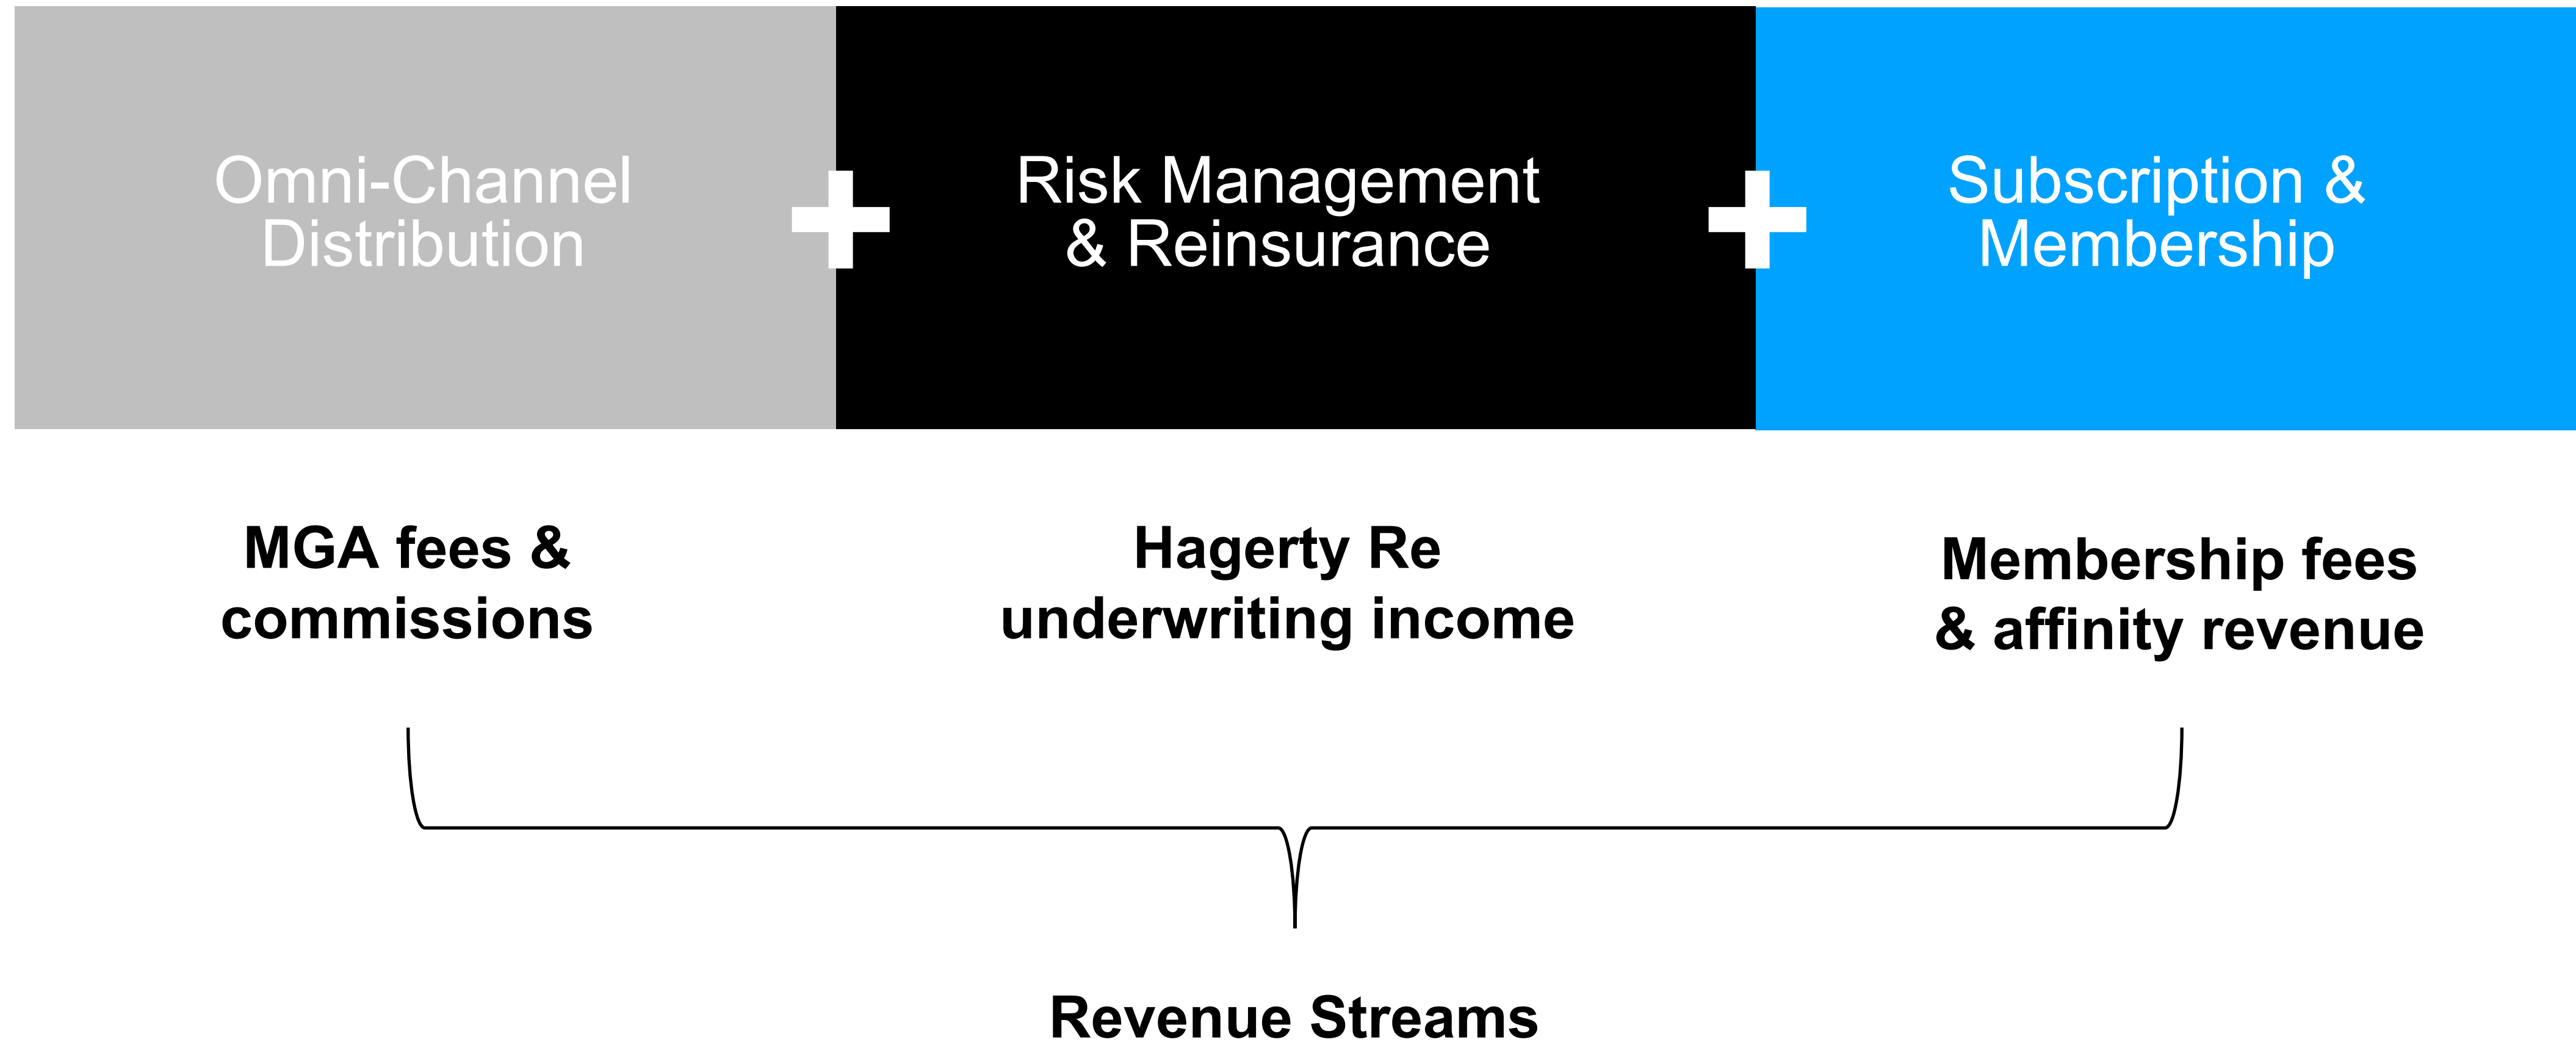 Omni-Channel
Distribution
Risk Management
& Reinsurance
Subscription &
Membership
MGA fees &
commissions
Hagerty Re
underwriting income
Membership fees
& affinity revenue
Revenue Streams